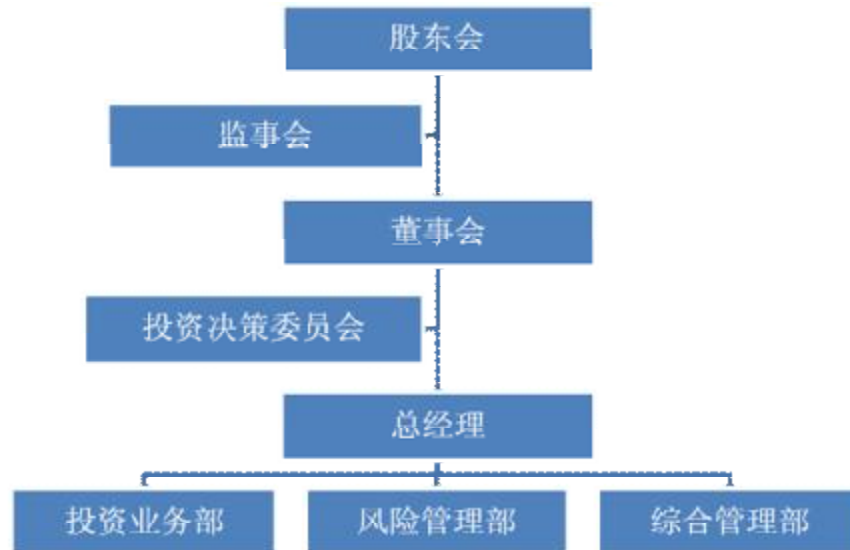 股东会
监事会
董事会
投资决策委员会
总经理
投资业务部
风险管理部
综合管理部